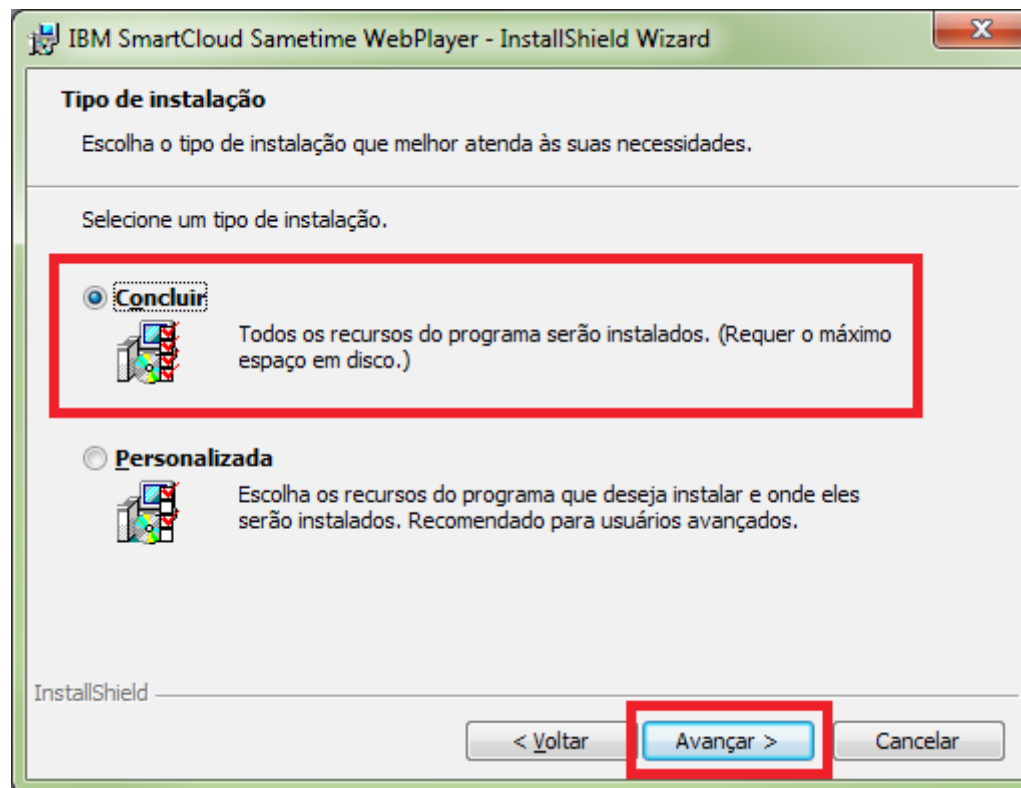 IBM SmartCloud Sametime WebPlayer - InstallShield Wizard
Tipo de instalação
Escolha o tipo de instalação que melhor atenda às suas necessidades.
Selecione um tipo de instalação.
Concluir
Todos os recursos do programa serão instalados. (Requer o máximo
espaço em disco.)
Personalizada
Escolha os recursos do programa que deseja instalar e onde eles
serão instalados. Recomendado para usuários avançados.
InstallShield
< Voltar
Avançar >
Cancelar